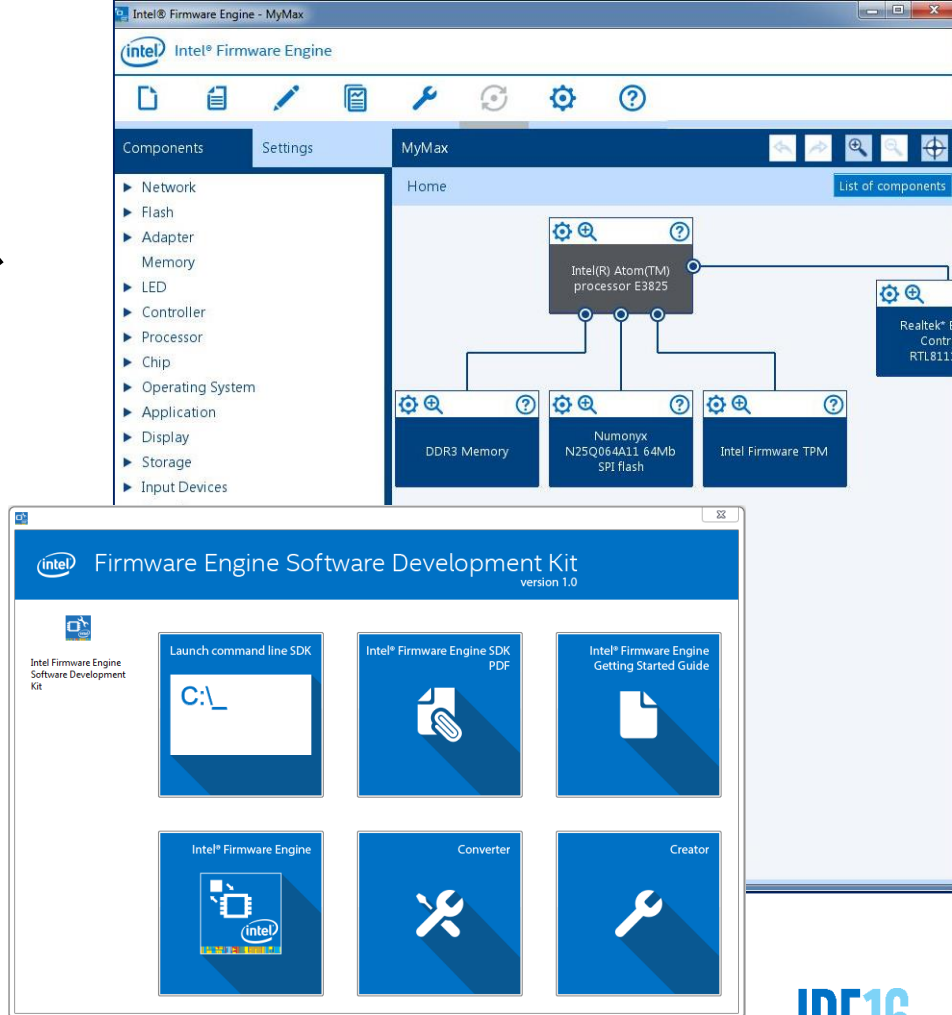 Intel® Firmware Engine - MyMax
intel
Intel® Firmware Engine
Components
Settings
MyMax
Network
Flash
Adapter
Memory
LED
Controller
Processor
Chip
Operating System
Application
Display
Storage
Input Devices
Home
List of components
Intel(R) Atom(TM)
processor E3825
Realtek*
DDR3 Memory
Numonyx
N25Q064A11 64Mb
SPI flash
Intel Firmware TPM
intel
Firmware Engine Software Development Kit
version 1.0
Intel Firmware Engine
Software Development
Kit
Launch command line SDK
C:\_
Intel® Firmware Engine SDK
PDF
Intel® Firmware Engine
Getting Started Guide
Intel® Firmware Engine
intel
Converter
Creator
IDF16